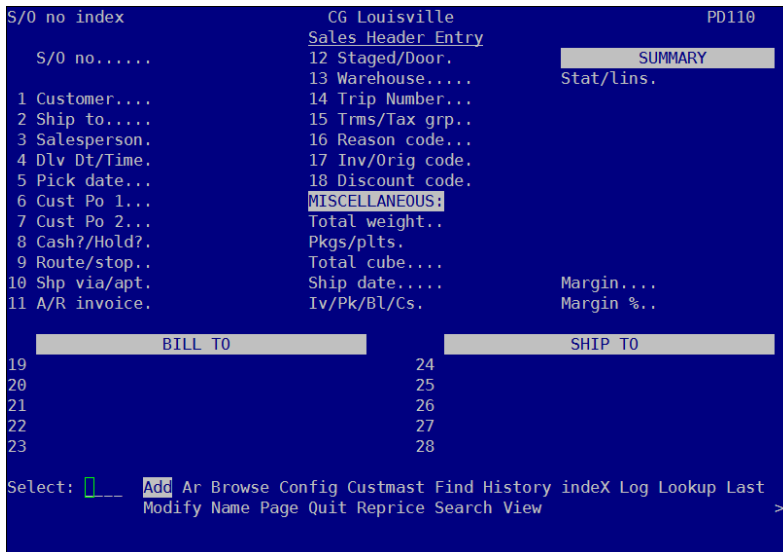 S/O no index CG Louisville PD110
Sales Header Entry
S/O no...... 12 Staged/Door. SUMMARY
13 Warehouse..... Stat/lins.
1 Customer.... 14 Trip Number...
2 Ship to..... 15 Trms/Tax grp..
3 Salesperson. 16 Reason code...
4 Dlv Dt/Time. 17 Inv/Orig code.
5 Pick date... 18 Discount code.
6 Cust Po 1... MISCELLANEOUS:
7 Cust Po 2... Total weight..
8 Cash?/Hold?. Pkgs/plts.
9 Route/stop.. Total cube....
10 Shp via/apt. Ship date..... Margin....
11 A/R invoice. Iv/Pk/Bl/Cs. Margin %..
BILL TO SHIP TO
19 24
20 25
21 26
22 27
23 28
Select: ___ Add Ar Browse Config Custmast Find History indeX Log Lookup Last
Modify Name Page Quit Reprice Search View >